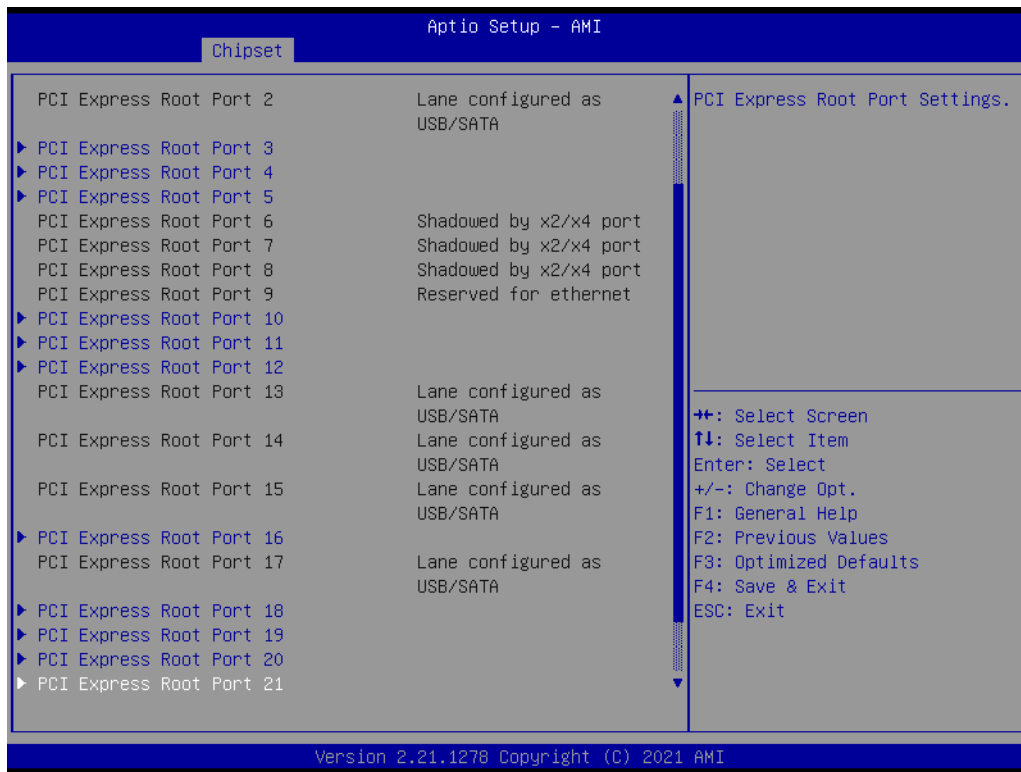 Aptio Setup – AMI
Chipset
PCI Express Root Port 2 Lane configured as PCI Express Root Port Settings.
USB/SATA
▶ PCI Express Root Port 3
▶ PCI Express Root Port 4
▶ PCI Express Root Port 5
PCI Express Root Port 6 Shadowed by x2/x4 port
PCI Express Root Port 7 Shadowed by x2/x4 port
PCI Express Root Port 8 Shadowed by x2/x4 port
PCI Express Root Port 9 Reserved for ethernet
▶ PCI Express Root Port 10
▶ PCI Express Root Port 11
▶ PCI Express Root Port 12
PCI Express Root Port 13 Lane configured as
USB/SATA
PCI Express Root Port 14 Lane configured as
USB/SATA
PCI Express Root Port 15 Lane configured as
USB/SATA
▶ PCI Express Root Port 16
PCI Express Root Port 17 Lane configured as
USB/SATA
▶ PCI Express Root Port 18
▶ PCI Express Root Port 19
▶ PCI Express Root Port 20
▶ PCI Express Root Port 21
→←: Select Screen
↑↓: Select Item
Enter: Select
+/-: Change Opt.
F1: General Help
F2: Previous Values
F3: Optimized Defaults
F4: Save & Exit
ESC: Exit
Version 2.21.1278 Copyright (C) 2021 AMI